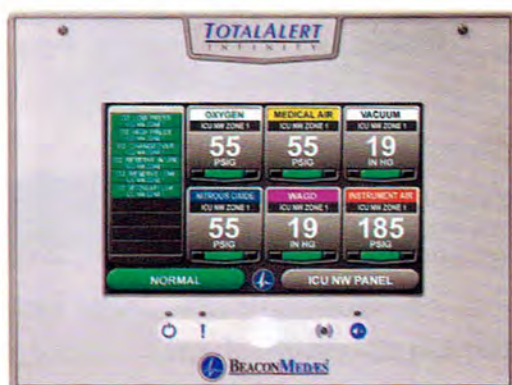 TOTALALERT
INFINITY
OXYGEN
ICU NW ZONE 1
55
PSIG
MEDICAL AIR
ICU NW ZONE 1
55
PSIG
VACUUM
ICU NW ZONE 1
19
IN HG
NITROUS OXIDE
ICU NW ZONE 1
55
PSIG
WAGD
ICU NW ZONE 1
19
IN HG
INSTRUMENT AIR
ICU NW ZONE 1
185
PSIG
NORMAL
ICU NW PANEL
BEACONMEDÆS